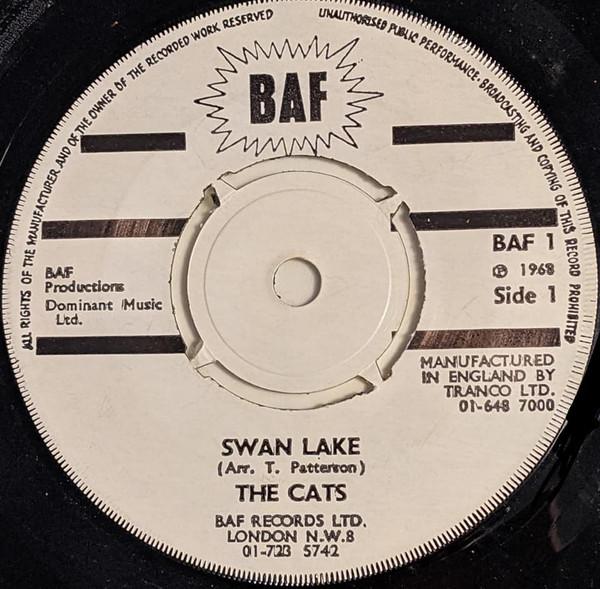 ALL RIGHTS OF THE MANUFACTURER AND OF THE OWNER OF THE RECORDED WORK RESERVED
UNAUTHORISED PUBLIC PERFORMANCE· BROADCASTING AND COPYING OF THIS RECORD PROHIBITED
BAF
BAF 1
℗ 1968
Side 1
BAF
Productions
Dominant Music
Ltd.
MANUFACTURED
IN ENGLAND BY
TRANCO LTD.
01-648 7000
SWAN LAKE
(Arr. T. Patterson)
THE CATS
BAF RECORDS LTD.
LONDON N.W.8
01-723 5742